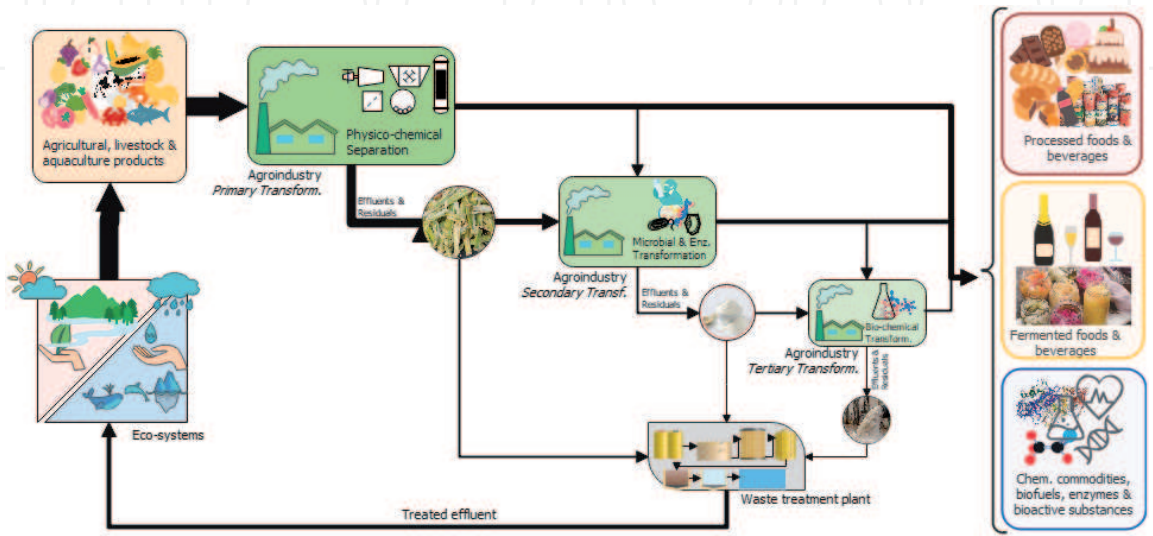 Agricultural, livestock &
aquaculture products
Physico-chemical
Separation
Agroindustry
Primary Transform.
Effluents &
Residuals
Microbial & Enz.
Transformation
Agroindustry
Secondary Transf.
Effluents &
Residuals
Bio-chemical
Transform.
Agroindustry
Tertiary Transform.
Effluents &
Residuals
Eco-systems
Waste treatment plant
Treated effluent
Processed foods &
beverages
Fermented foods &
beverages
Chem. commodities,
biofuels, enzymes &
bioactive substances